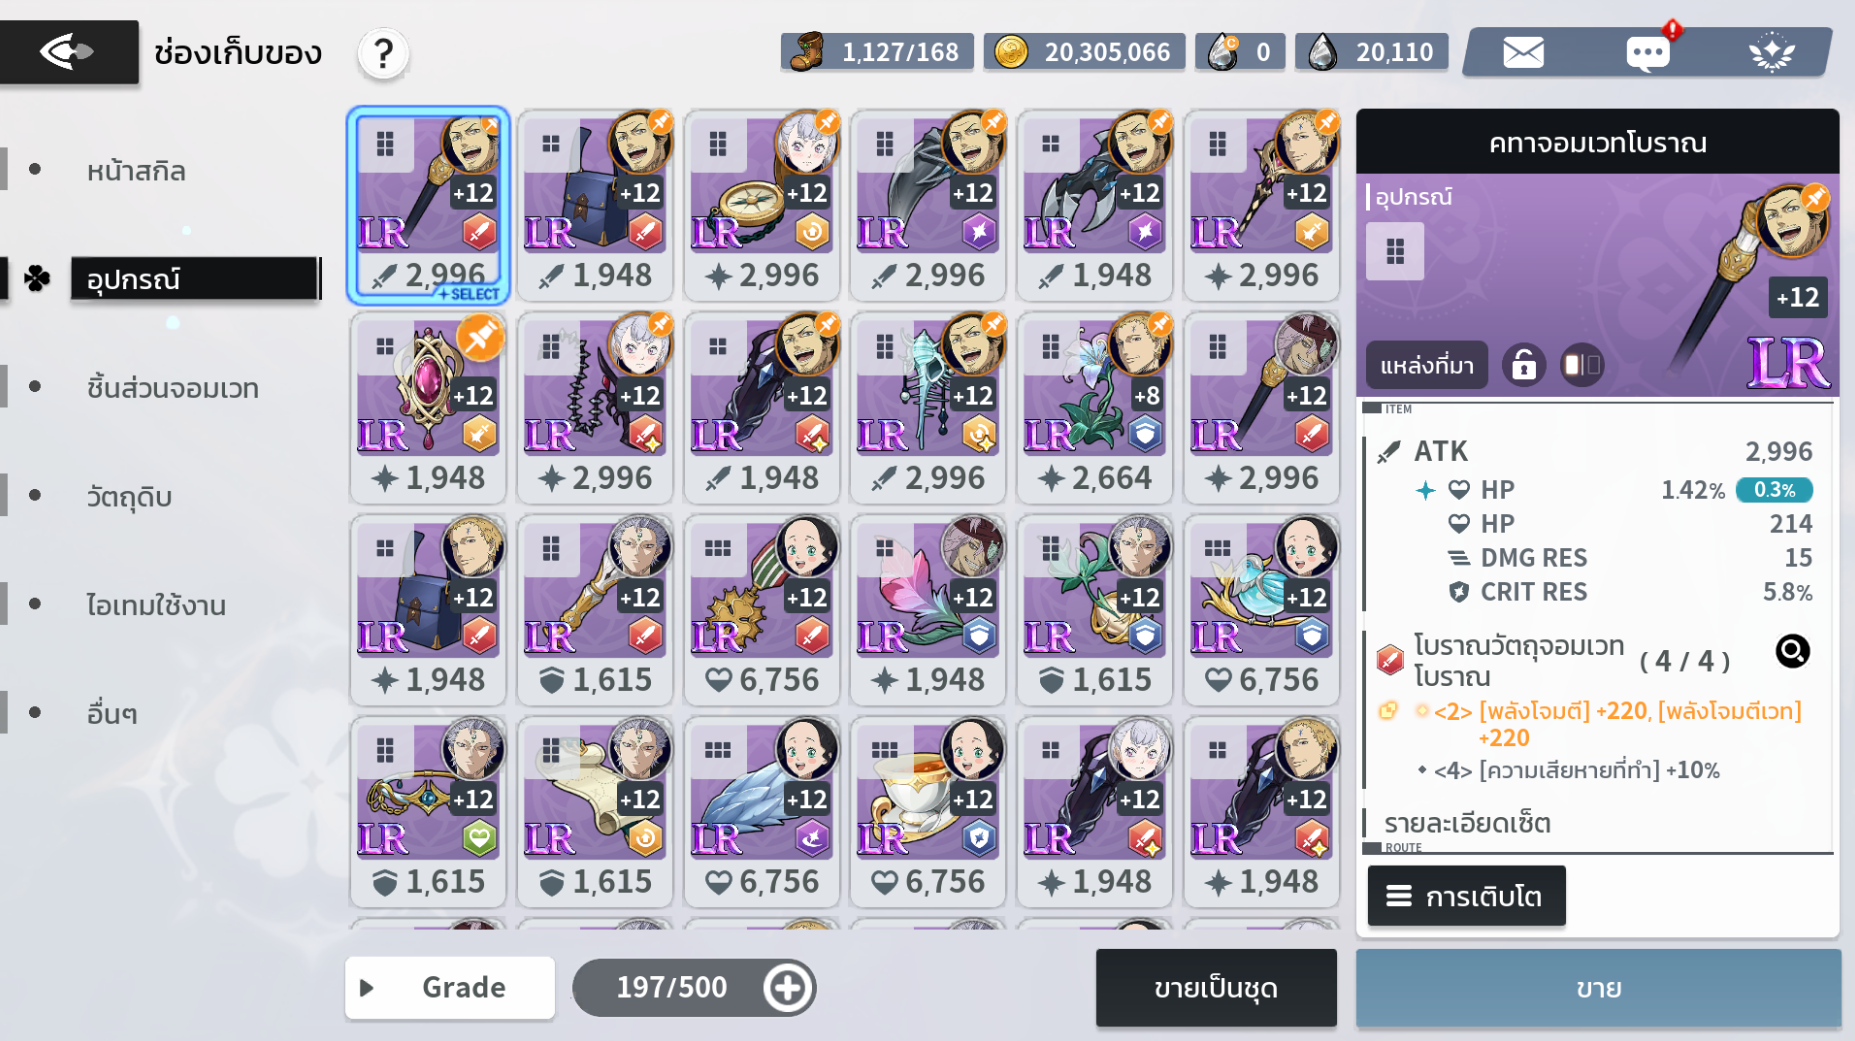 ช่องเก็บของ
?
1,127/168
20,305,066
0
20,110
หน้าสกิล
อุปกรณ์
ชิ้นส่วนจอมเวท
วัตถุดิบ
ไอเทมใช้งาน
อื่นๆ
+12 +12 +12 +12 +12 +12
LR LR LR LR LR LR
2,996 1,948 2,996 2,996 1,948 2,996
SELECT
+12 +12 +12 +12 +8 +12
LR LR LR LR LR LR
1,948 2,996 1,948 2,996 2,664 2,996
+12 +12 +12 +12 +12 +12
LR LR LR LR LR LR
1,948 1,615 6,756 1,948 1,615 6,756
+12 +12 +12 +12 +12 +12
LR LR LR LR LR LR
1,615 1,615 6,756 6,756 1,948 1,948
Grade
197/500
ขายเป็นชุด
คทาจอมเวทโบราณ
อุปกรณ์
+12
แหล่งที่มา
LR
ITEM
ATK 2,996
HP 1.42% 0.3%
HP 214
DMG RES 15
CRIT RES 5.8%
โบราณวัตถุจอมเวท
โบราณ
( 4 / 4 )
<2> [พลังโจมตี] +220, [พลังโจมตีเวท]
+220
<4> [ความเสียหายที่ทำ] +10%
รายละเอียดเซ็ต
ROUTE
การเติบโต
ขาย